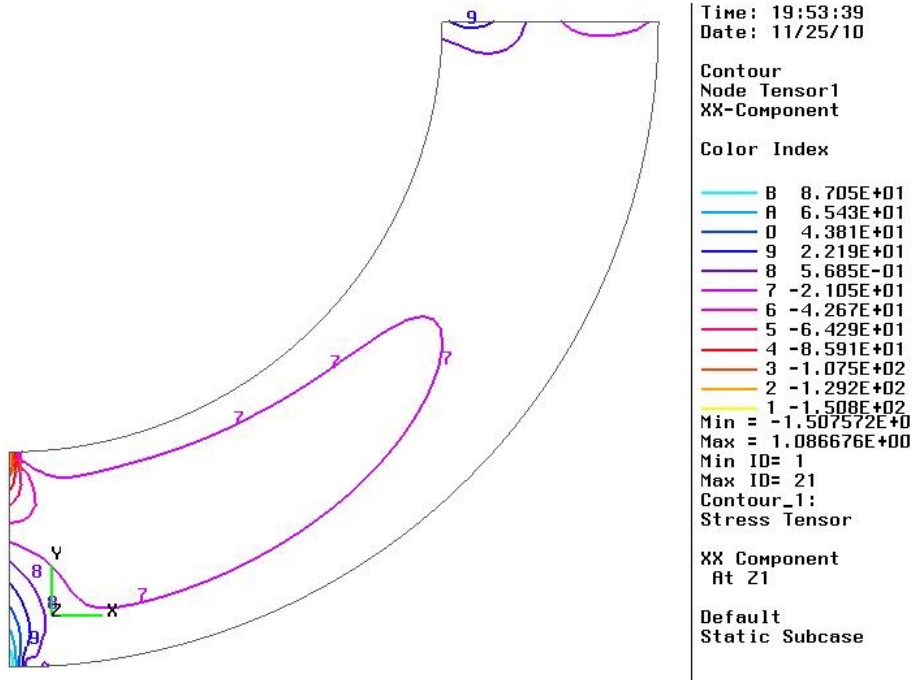 Time: 19:53:39
Date: 11/25/10
Contour
Node Tensor1
XX-Component
Color Index
B 8.705E+01
A 6.543E+01
0 4.381E+01
9 2.219E+01
8 5.685E-01
7 -2.105E+01
6 -4.267E+01
5 -6.429E+01
4 -8.591E+01
3 -1.075E+02
2 -1.292E+02
1 -1.508E+02
Min = -1.507572E+0
Max = 1.086676E+00
Min ID= 1
Max ID= 21
Contour_1:
Stress Tensor
XX Component
At Z1
Default
Static Subcase
9
7
7
7
Y
8
8
Z
X
7
9